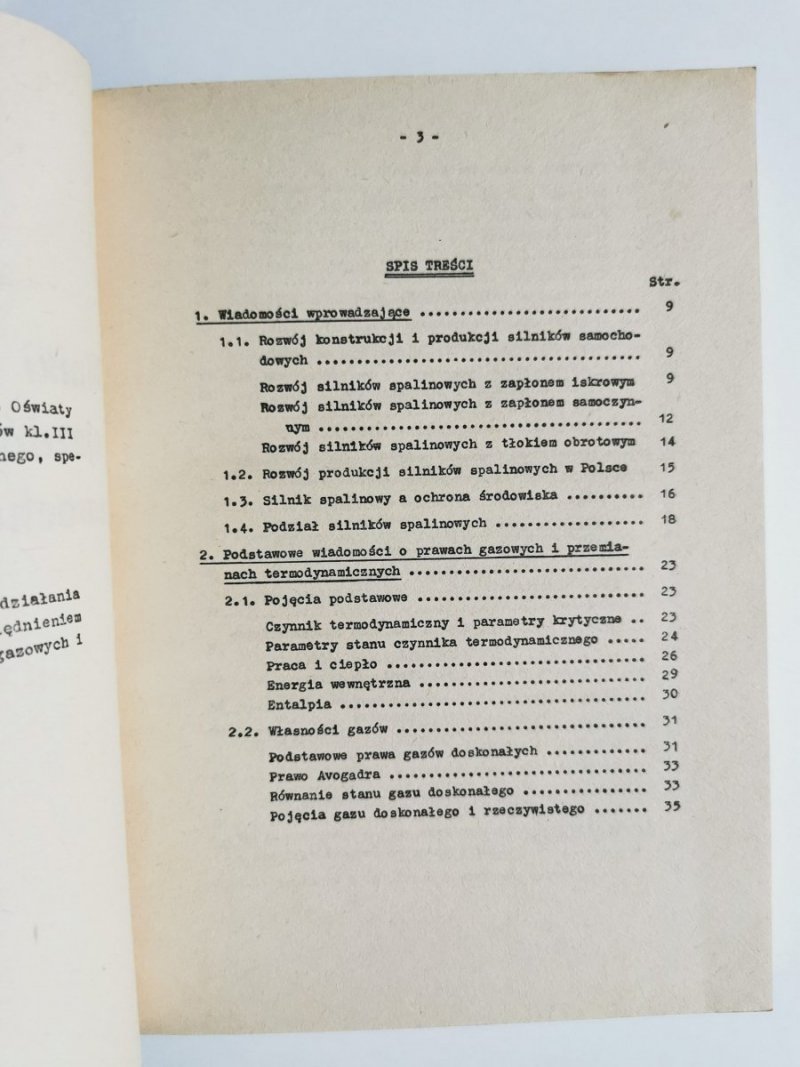 Oświaty
kl.III
nego, spe-
działania
gazowych i
- 3 -
SPIS TREŚCI
Str.
1. Wiadomości wprowadzające ............................ 9
1.1. Rozwój konstrukcji i produkcji silników samocho-
dowych ......................................... 9
Rozwój silników spalinowych z zapłonem iskrowym 9
Rozwój silników spalinowych z zapłonem samoczyn-
nym ......................................... 12
Rozwój silników spalinowych z tłokiem obrotowym 14
1.2. Rozwój produkcji silników spalinowych w Polsce 15
1.3. Silnik spalinowy a ochrona środowiska .......... 16
1.4. Podział silników spalinowych ................... 18
2. Podstawowe wiadomości o prawach gazowych i przemia-
nach termodynamicznych .............................. 23
2.1. Pojęcia podstawowe ............................. 23
Czynnik termodynamiczny i parametry krytyczne .. 23
Parametry stanu czynnika termodynamicznego ..... 24
Praca i ciepło ................................. 26
Energia wewnętrzna ............................. 29
Entalpia ....................................... 30
2.2. Własności gazów ................................ 31
Podstawowe prawa gazów doskonałych ............. 31
Prawo Avogadra ................................. 33
Równanie stanu gazu doskonałego ................ 33
Pojęcia gazu doskonałego i rzeczywistego ....... 35